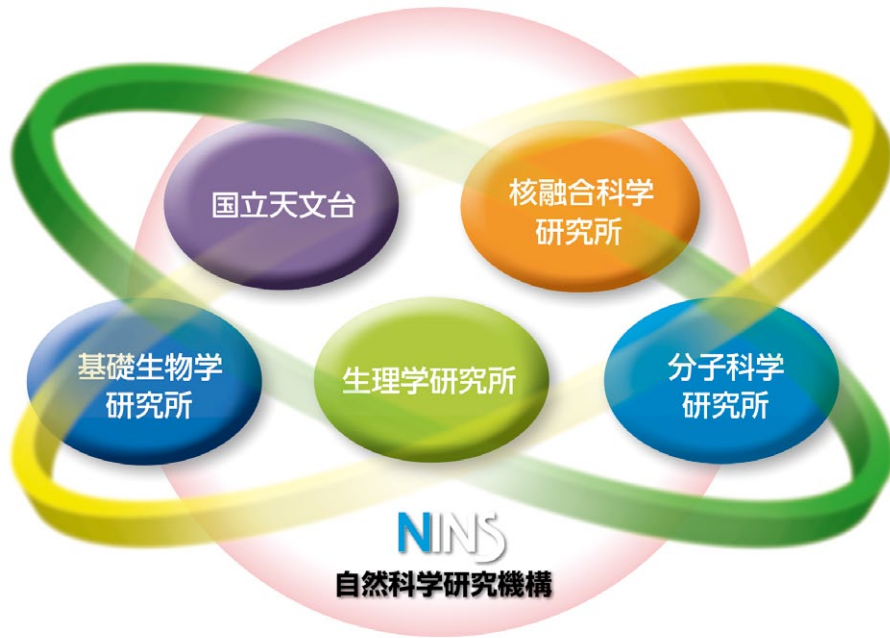 国立天文台
核融合科学
研究所
基礎生物学
研究所
生理学研究所
分子科学
研究所
NINS
自然科学研究機構